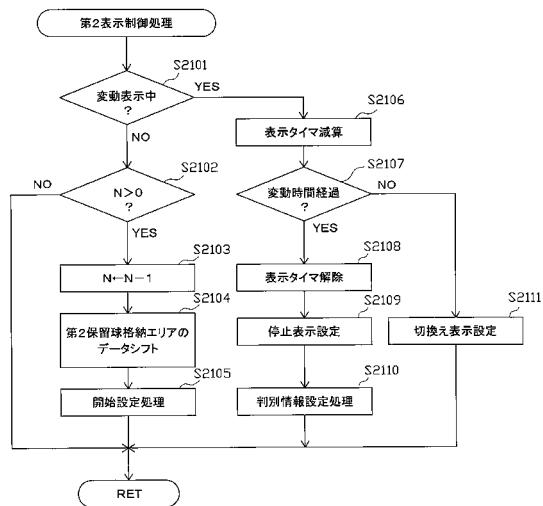 第2表示制御処理
S2101
変動表示中
?
YES
NO
S2102
N>0
?
NO
YES
S2103
N←N-1
S2104
第2保留球格納エリアの
データシフト
S2105
開始設定処理
S2106
表示タイマ減算
S2107
変動時間経過
?
NO
YES
S2108
表示タイマ解除
S2109
停止表示設定
S2110
判別情報設定処理
S2111
切換え表示設定
RET